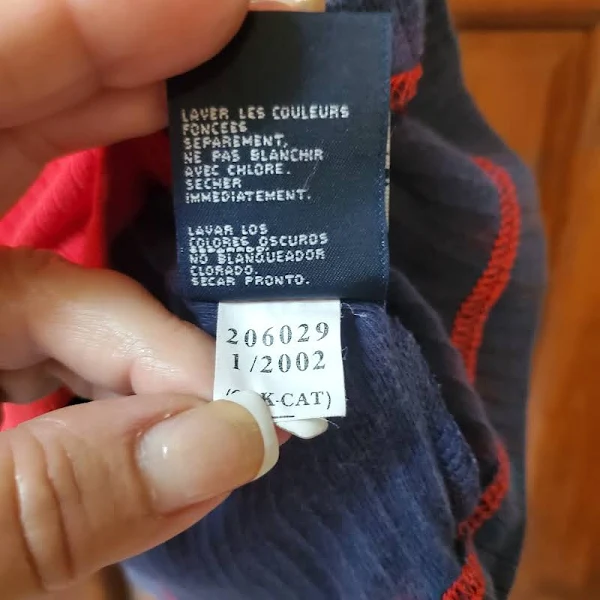 LAVER LES COULEURS
FONCEES
SEPAREMENT,
NE PAS BLANCHIR
AVEC CHLORE.
SECHER
IMMEDIATEMENT.
LAVAR LOS
COLORES OSCUROS
NO BLANQUEADOR
CLORADO.
SECAR PRONTO.
206029
1/2002
K-CAT)